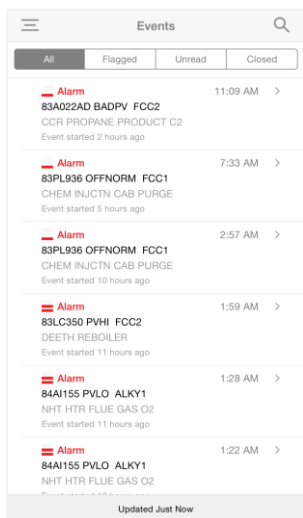 Events
All Flagged Unread Closed
Alarm 11:09 AM
83A022AD BADPV FCC2
CCR PROPANE PRODUCT C2
Event started 2 hours ago
Alarm 7:33 AM
83PL936 OFFNORM FCC1
CHEM INJCTN CAB PURGE
Event started 5 hours ago
Alarm 2:57 AM
83PL936 OFFNORM FCC1
CHEM INJCTN CAB PURGE
Event started 10 hours ago
Alarm 1:59 AM
83LC350 PVHI FCC2
DEETH REBOILER
Event started 11 hours ago
Alarm 1:28 AM
84AI155 PVLO ALKY1
NHT HTR FLUE GAS O2
Event started 11 hours ago
Alarm 1:22 AM
84AI155 PVLO ALKY1
NHT HTR FLUE GAS O2
Updated Just Now